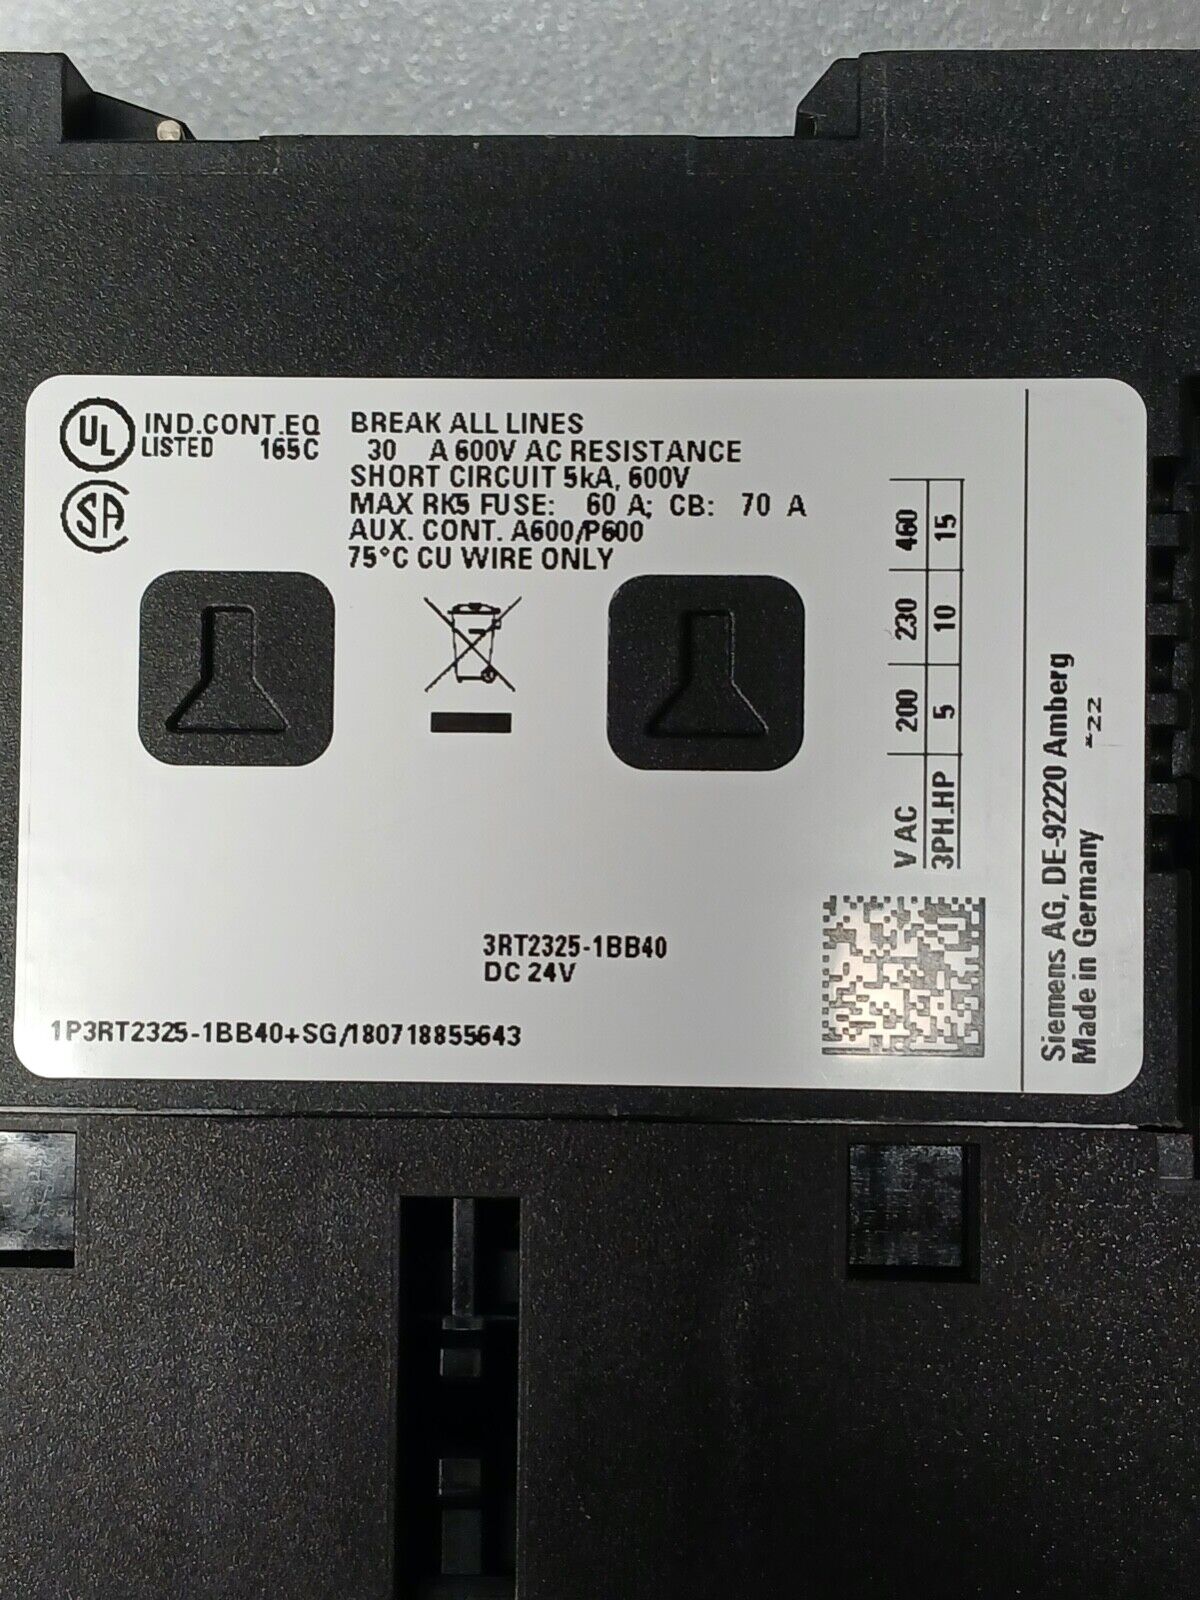 UL
IND.CONT.EQ
LISTED 165C
SA
BREAK ALL LINES
30 A 600V AC RESISTANCE
SHORT CIRCUIT 5kA, 600V
MAX RK5 FUSE: 60 A; CB: 70 A
AUX. CONT. A600/P600
75°C CU WIRE ONLY
V AC 200 230 460
3PH.HP 5 10 15
3RT2325-1BB40
DC 24V
1P3RT2325-1BB40+SG/180718855643
Siemens AG, DE-92220 Amberg
Made in Germany
22